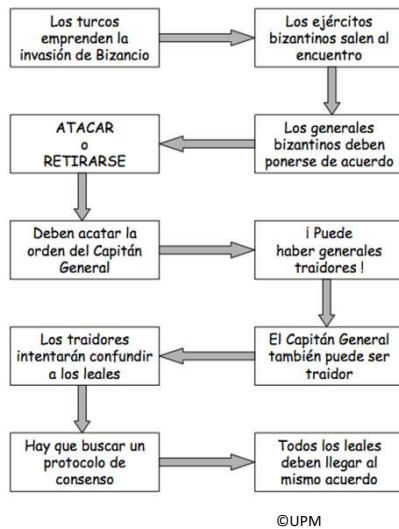 Los turcos
emprenden la
invasión de Bizancio
Los ejércitos
bizantinos salen al
encuentro
Los generales
bizantinos deben
ponerse de acuerdo
ATACAR
o
RETIRARSE
Deben acatar la
orden del Capitán
General
¡ Puede
haber generales
traidores !
El Capitán General
también puede ser
traidor
Los traidores
intentarán confundir
a los leales
Hay que buscar un
protocolo de
consenso
Todos los leales
deben llegar al
mismo acuerdo
©UPM